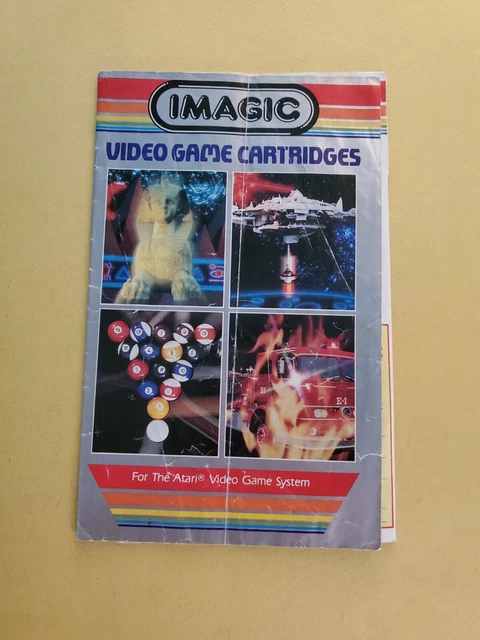 IMAGIC
VIDEO GAME CARTRIDGES
E-1
For The Atari® Video Game System